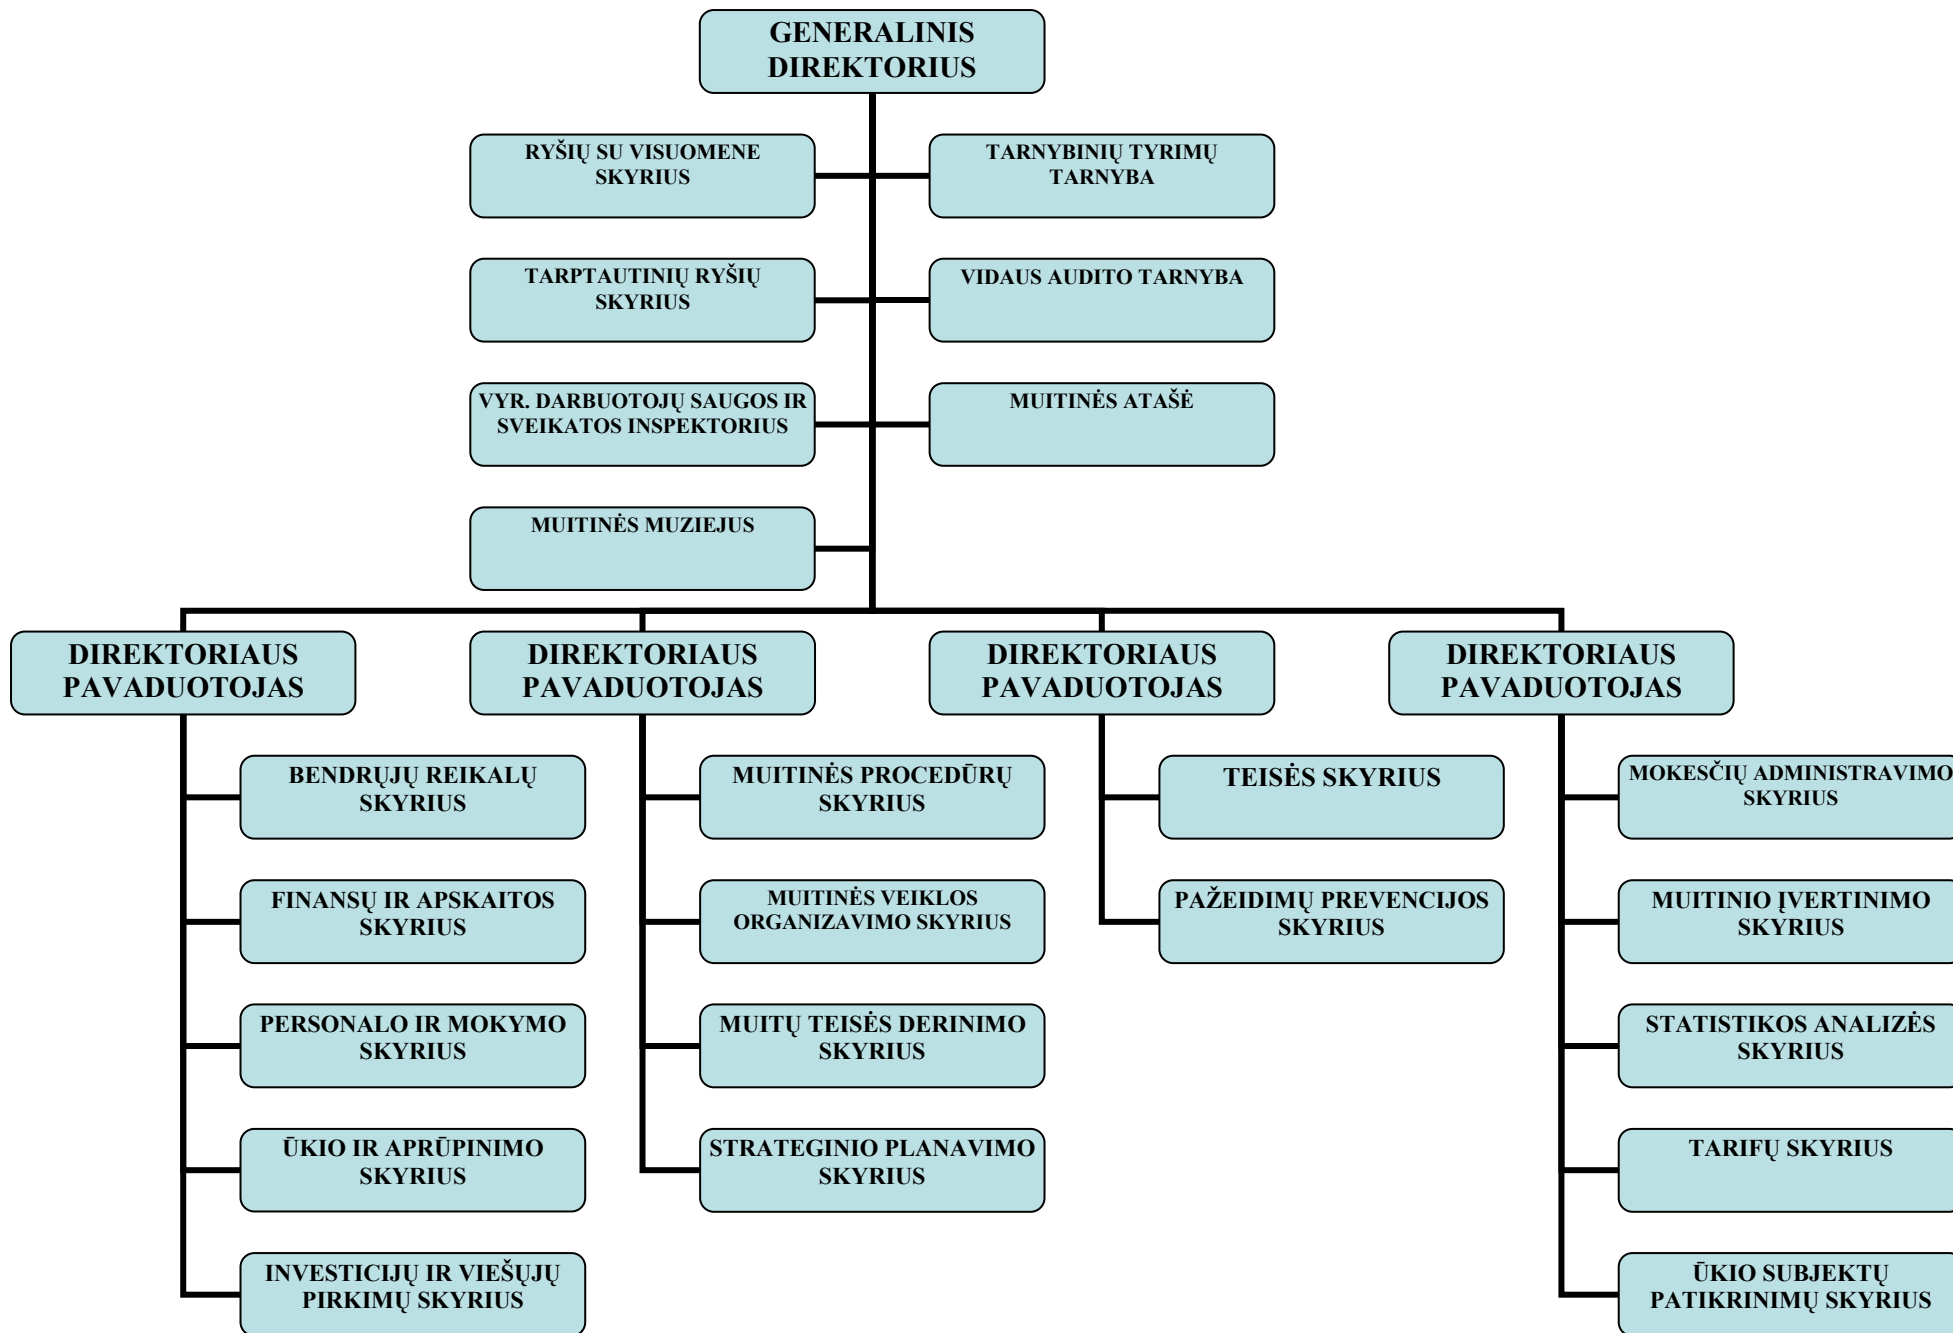 GENERALINIS
DIREKTORIUS
RYŠIŲ SU VISUOMENE
SKYRIUS
TARNYBINIŲ TYRIMŲ
TARNYBA
TARPTAUTINIŲ RYŠIŲ
SKYRIUS
VIDAUS AUDITO TARNYBA
VYR. DARBUOTOJŲ SAUGOS IR
SVEIKATOS INSPEKTORIUS
MUITINĖS ATAŠĖ
MUITINĖS MUZIEJUS
DIREKTORIAUS
PAVADUOTOJAS
BENDRŲJŲ REIKALŲ
SKYRIUS
FINANSŲ IR APSKAITOS
SKYRIUS
PERSONALO IR MOKYMO
SKYRIUS
ŪKIO IR APRŪPINIMO
SKYRIUS
INVESTICIJŲ IR VIEŠŲJŲ
PIRKIMŲ SKYRIUS
DIREKTORIAUS
PAVADUOTOJAS
MUITINĖS PROCEDŪRŲ
SKYRIUS
MUITINĖS VEIKLOS
ORGANIZAVIMO SKYRIUS
MUITŲ TEISĖS DERINIMO
SKYRIUS
STRATEGINIO PLANAVIMO
SKYRIUS
DIREKTORIAUS
PAVADUOTOJAS
TEISĖS SKYRIUS
PAŽEIDIMŲ PREVENCIJOS
SKYRIUS
DIREKTORIAUS
PAVADUOTOJAS
MOKESČIŲ ADMINISTRAVIMO
SKYRIUS
MUITINIO ĮVERTINIMO
SKYRIUS
STATISTIKOS ANALIZĖS
SKYRIUS
TARIFŲ SKYRIUS
ŪKIO SUBJEKTŲ
PATIKRINIMŲ SKYRIUS